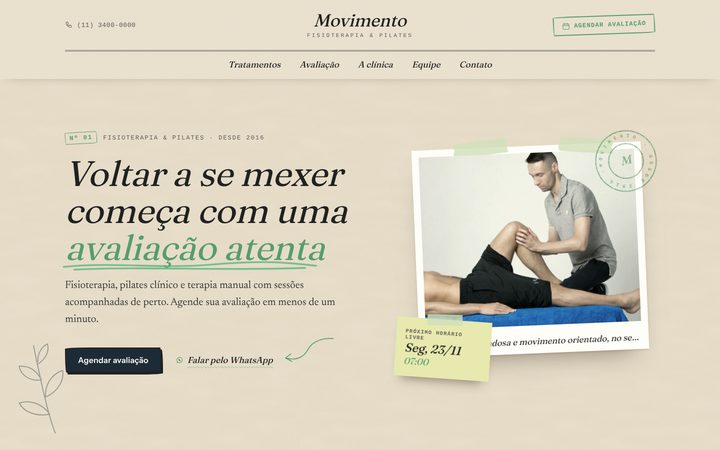 (11) 3400-0600
Movimento
FISIOTERAPIA & PILATES
AGENDAR AVALIAÇÃO
Tratamentos Avaliação A clínica Equipe Contato
Nº 01 FISIOTERAPIA & PILATES · DESDE 2016
Voltar a se mexer
começa com uma
avaliação atenta
Fisioterapia, pilates clínico e terapia manual com sessões
acompanhadas de perto. Agende sua avaliação em menos de um
minuto.
Agendar avaliação
Falar pelo WhatsApp
M
PRÓXIMO HORÁRIO
LIVRE
Seg, 23/11
07:00
dosa e movimento orientado, no se...